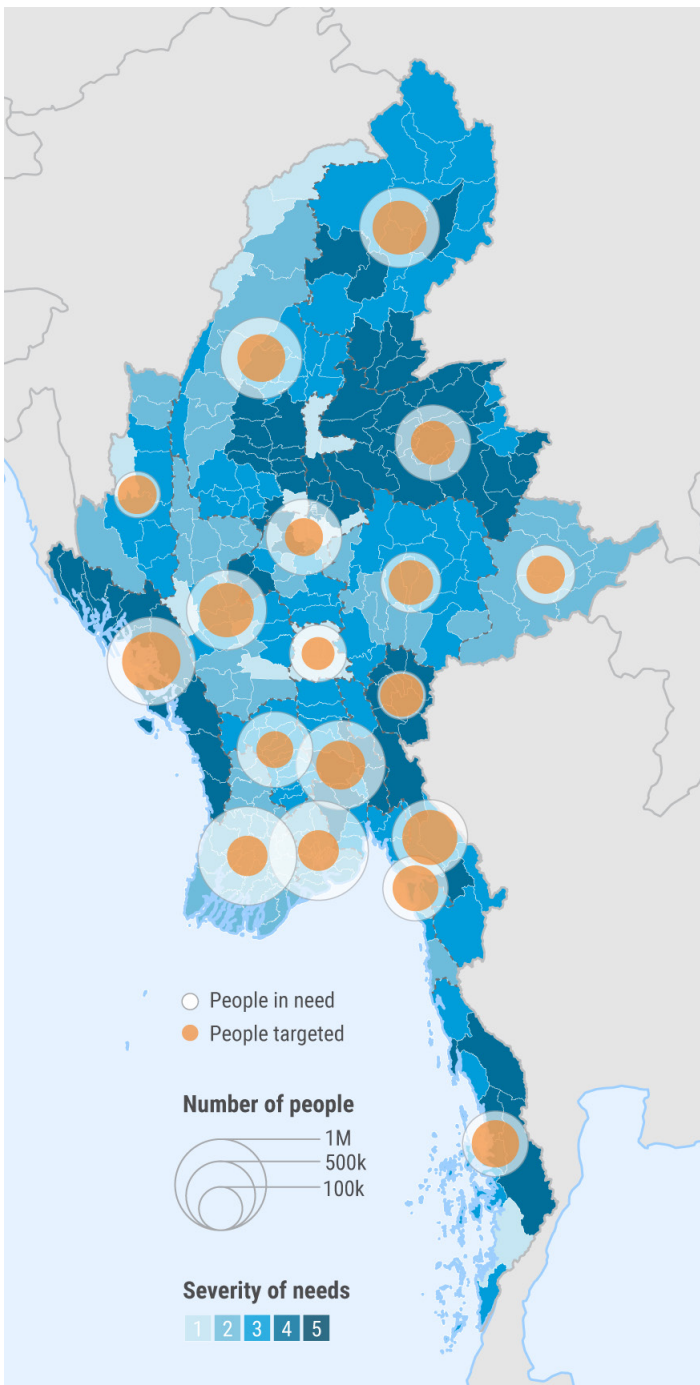 People in need
People targeted
Number of people
1M
500k
100k
Severity of needs
1 2 3 4 5